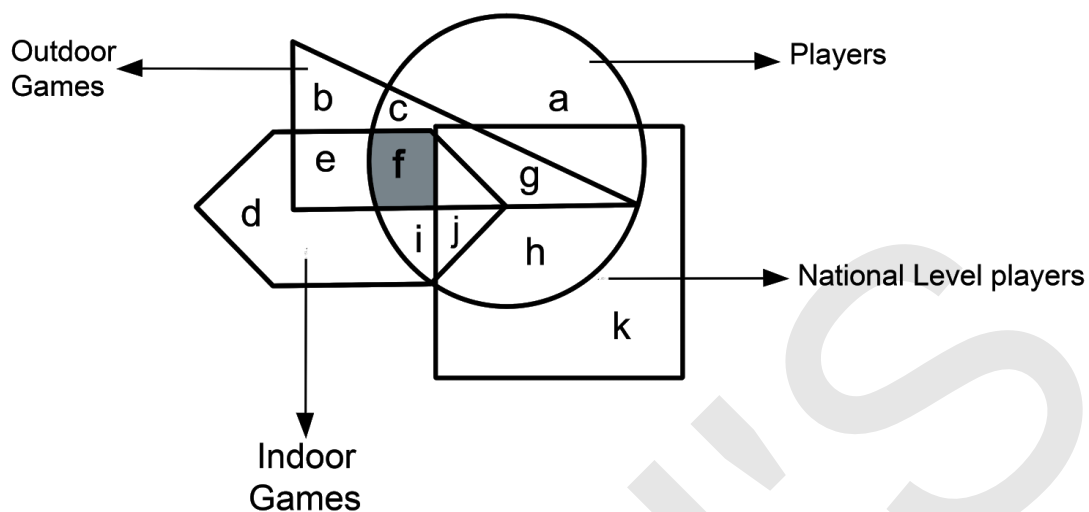 Outdoor
Games
Players
b
c
a
e
f
g
d
i
j
h
National Level players
k
Indoor
Games
'S